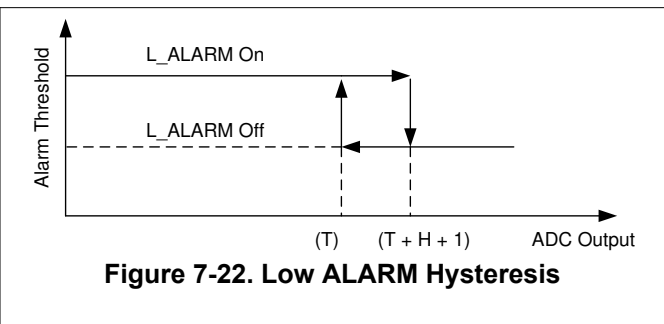 Alarm Threshold
L_ALARM On
L_ALARM Off
(T)
(T + H + 1)
ADC Output
Figure 7-22. Low ALARM Hysteresis